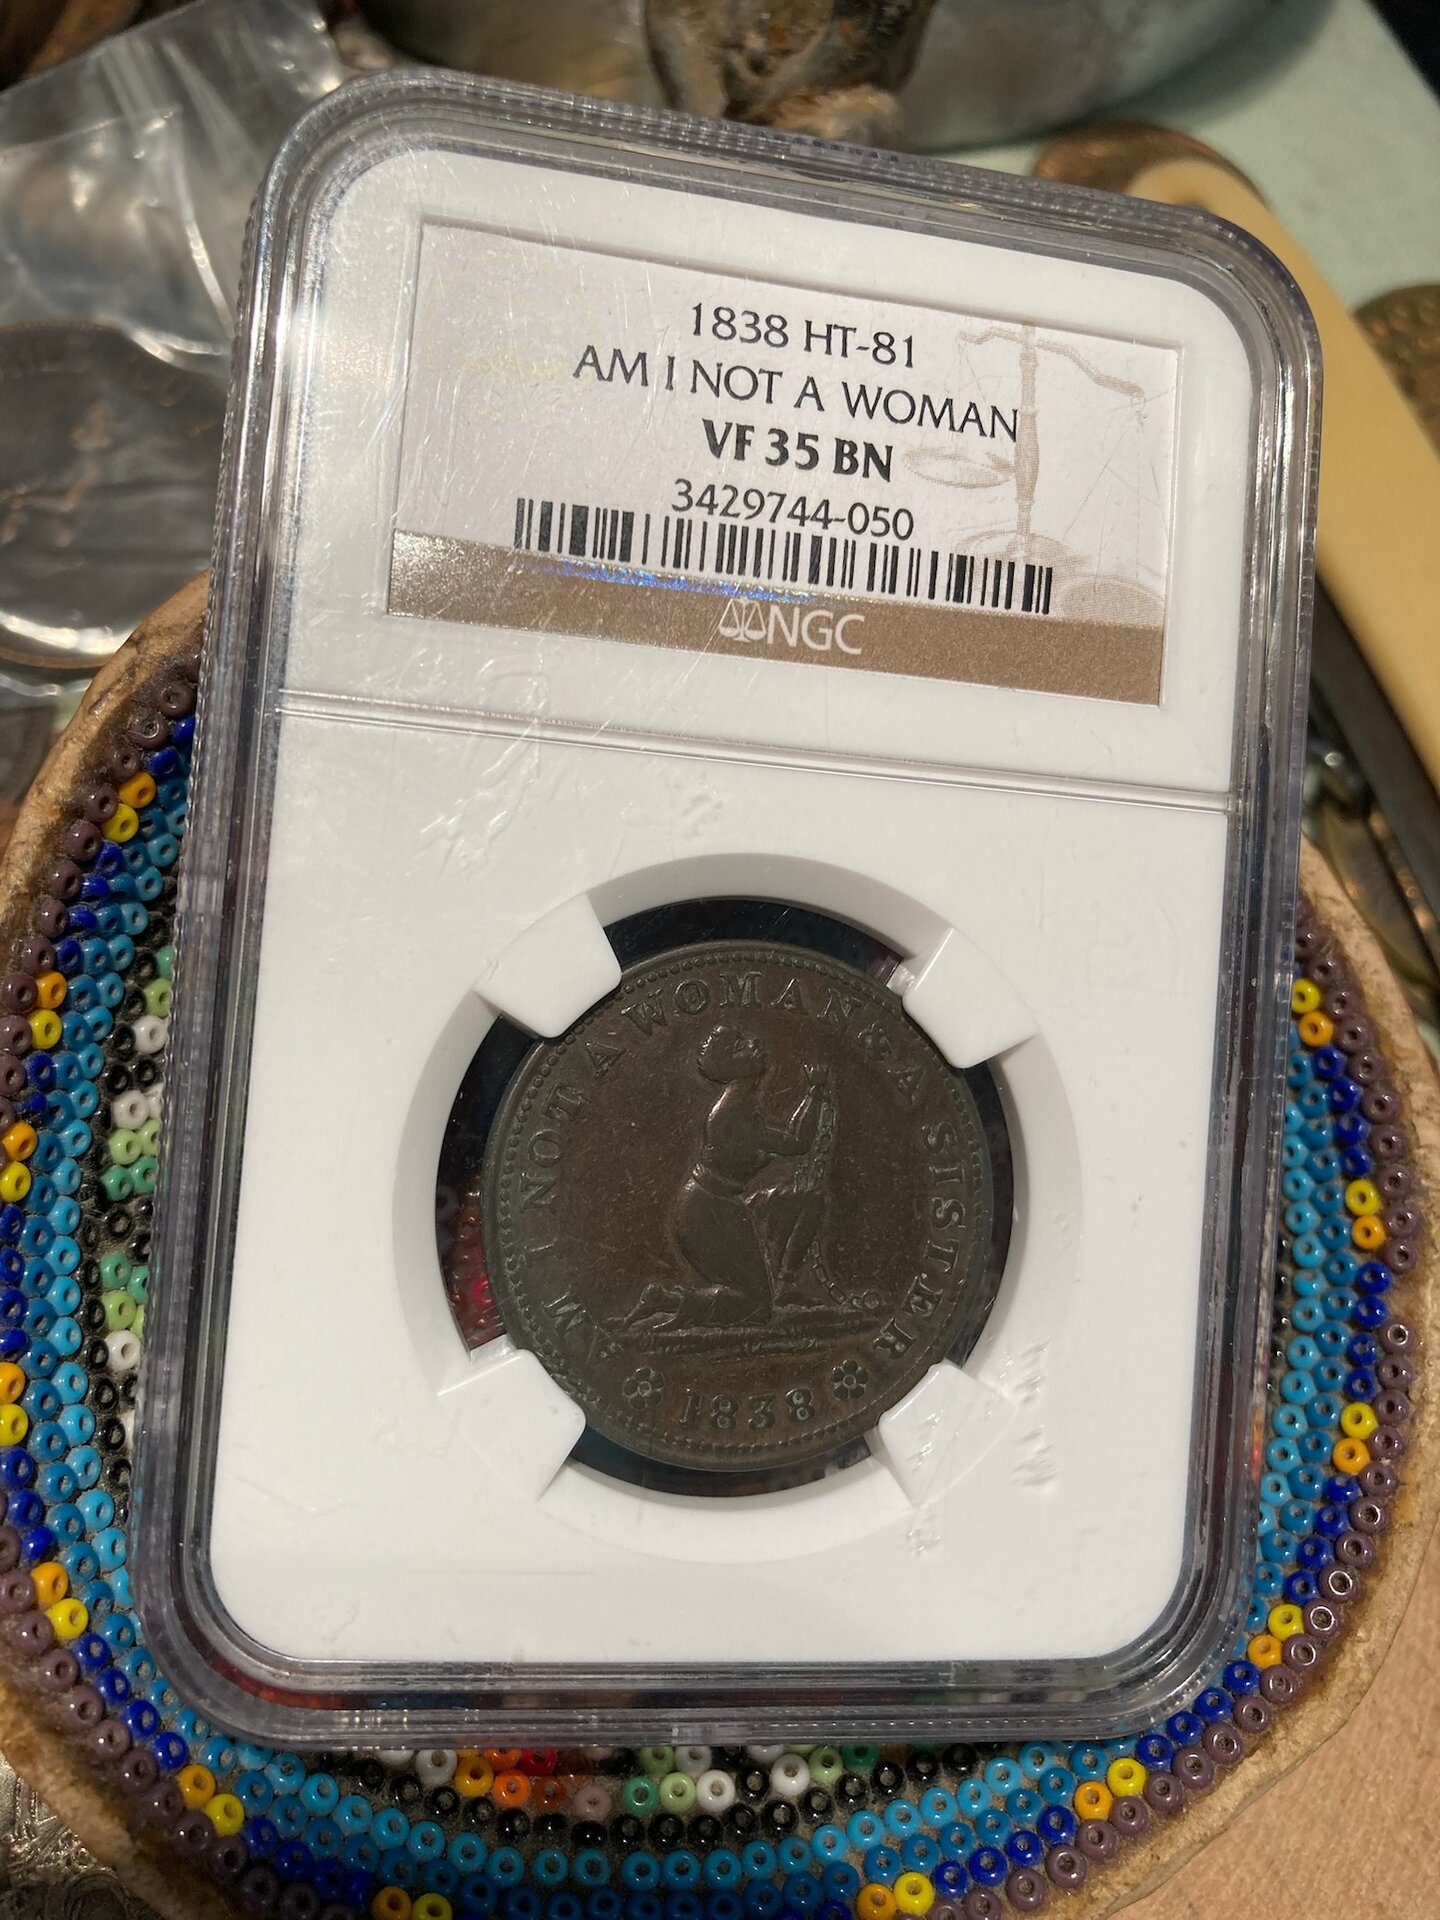 1838 HT-81
AM I NOT A WOMAN
VF 35 BN
3429744-050
NGC
AM I NOT A WOMAN & A SISTER
1838